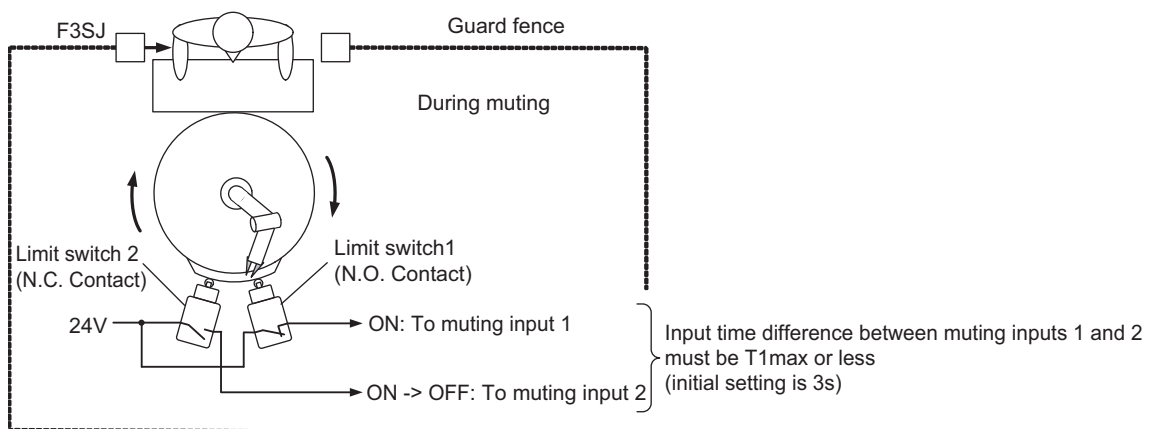 F3SJ
Guard fence
During muting
Limit switch 2
(N.C. Contact)
Limit switch1
(N.O. Contact)
24V
ON: To muting input 1
ON -> OFF: To muting input 2
Input time difference between muting inputs 1 and 2
must be T1max or less
(initial setting is 3s)